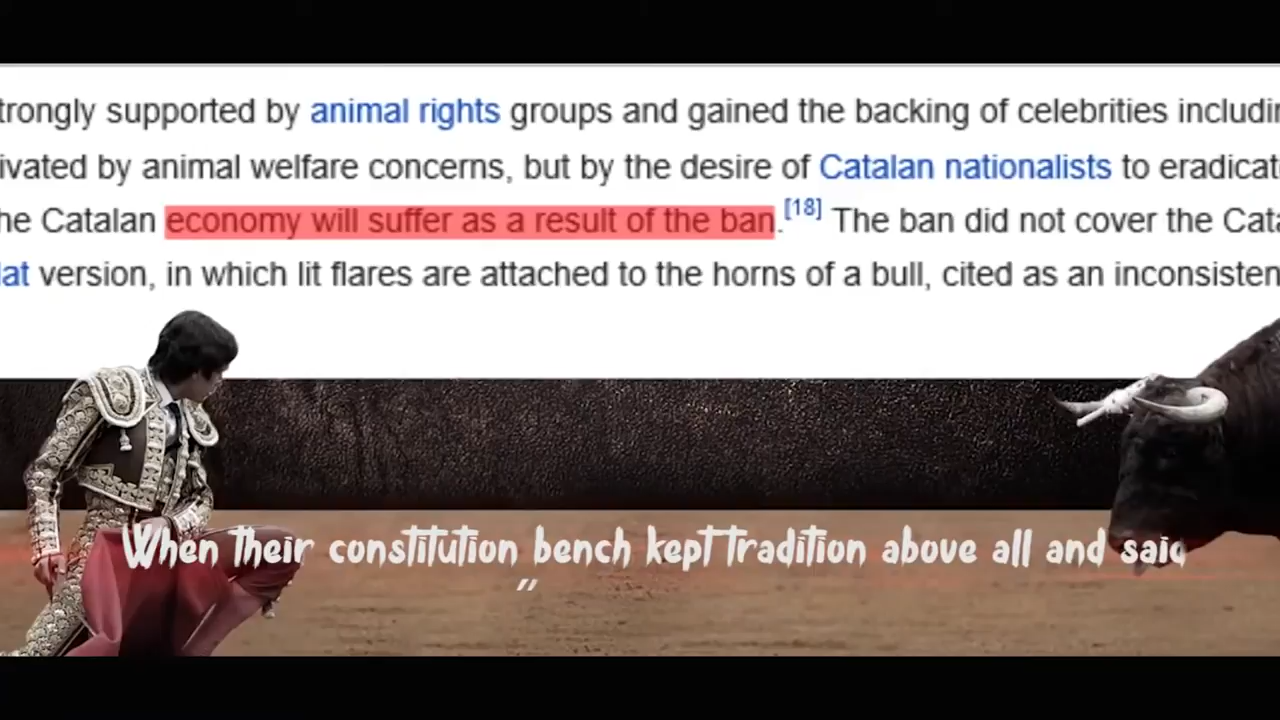 trongly supported by animal rights groups and gained the backing of celebrities includin
ivated by animal welfare concerns, but by the desire of Catalan nationalists to eradicate
he Catalan economy will suffer as a result of the ban.[18] The ban did not cover the Cata
lat version, in which lit flares are attached to the horns of a bull, cited as an inconsisten
When their constitution bench kept tradition above all and said
"